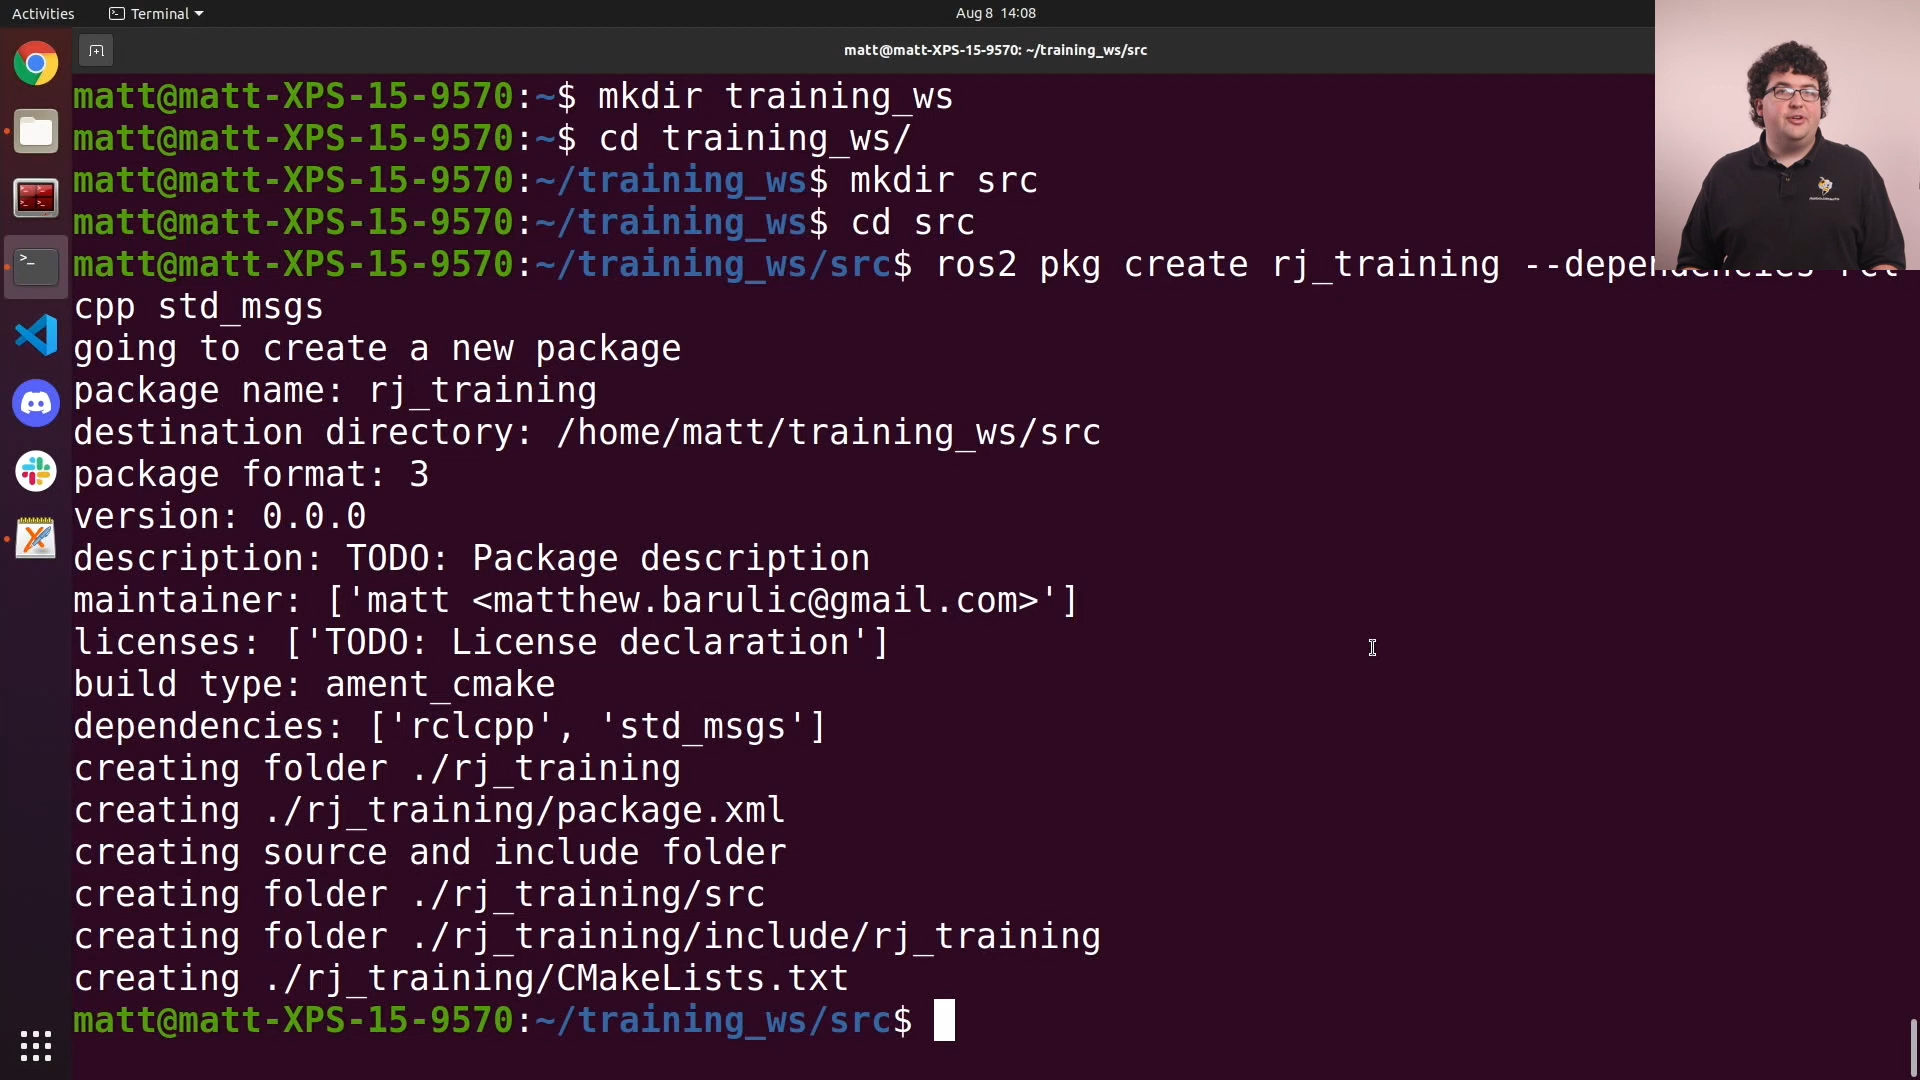 Activities
Terminal
Aug 8 14:08
matt@matt-XPS-15-9570: ~/training_ws/src
matt@matt-XPS-15-9570:~$ mkdir training_ws
matt@matt-XPS-15-9570:~$ cd training_ws/
matt@matt-XPS-15-9570:~/training_ws$ mkdir src
matt@matt-XPS-15-9570:~/training_ws$ cd src
matt@matt-XPS-15-9570:~/training_ws/src$ ros2 pkg create rj_training --dependencies rcl
cpp std_msgs
going to create a new package
package name: rj_training
destination directory: /home/matt/training_ws/src
package format: 3
version: 0.0.0
description: TODO: Package description
maintainer: ['matt <matthew.barulic@gmail.com>']
licenses: ['TODO: License declaration']
build type: ament_cmake
dependencies: ['rclcpp', 'std_msgs']
creating folder ./rj_training
creating ./rj_training/package.xml
creating source and include folder
creating folder ./rj_training/src
creating folder ./rj_training/include/rj_training
creating ./rj_training/CMakeLists.txt
matt@matt-XPS-15-9570:~/training_ws/src$